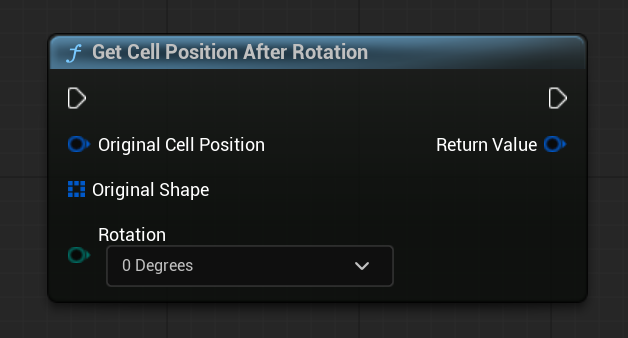 Get Cell Position After Rotation
Original Cell Position
Return Value
Original Shape
Rotation
0 Degrees